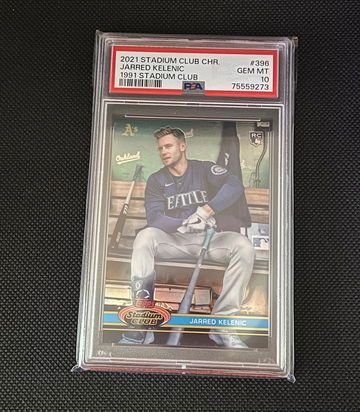 2021 STADIUM CLUB CHR. #396
JARRED KELENIC GEM MT
1991 STADIUM CLUB 10
PSA 75559273
A's
RC
Oakland
SEATTLE
Topps
Stadium
CLUB
JARRED KELENIC